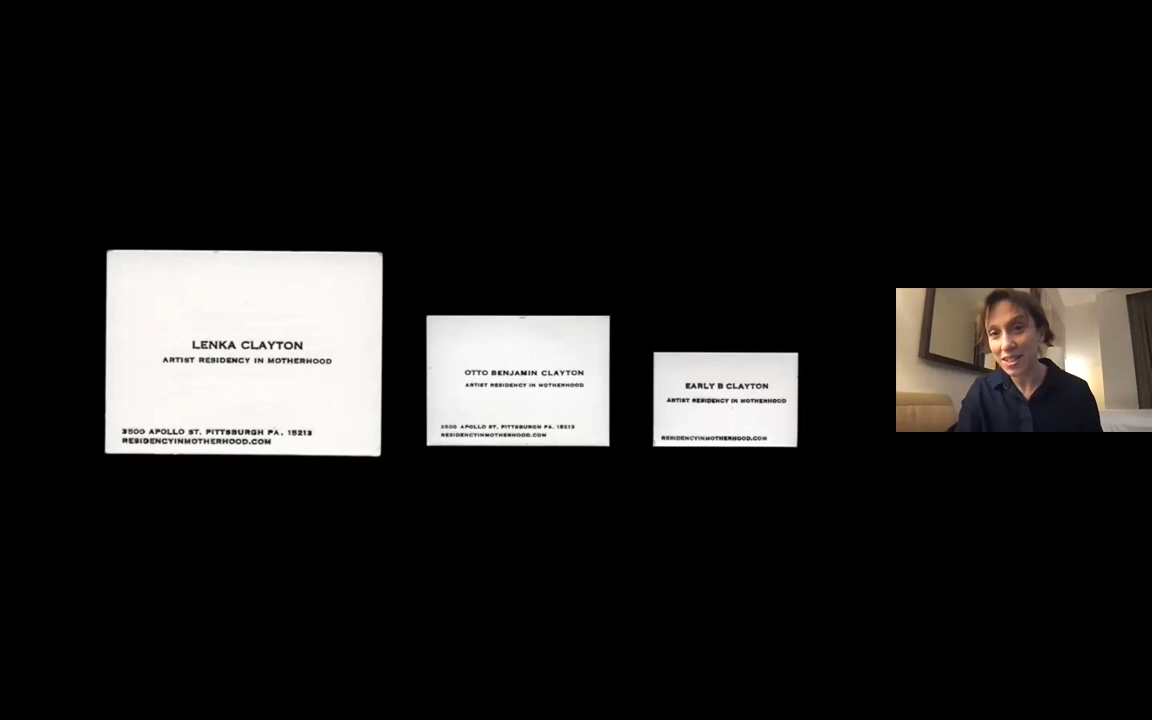 LENKA CLAYTON
ARTIST RESIDENCY IN MOTHERHOOD
3500 APOLLO ST, PITTSBURGH PA. 15213
RESIDENCYINMOTHERHOOD.COM
OTTO BENJAMIN CLAYTON
ARTIST RESIDENCY IN MOTHERHOOD
3500 APOLLO ST, PITTSBURGH PA. 15213
RESIDENCYINMOTHERHOOD.COM
EARLY B CLAYTON
ARTIST RESIDENCY IN MOTHERHOOD
RESIDENCYINMOTHERHOOD.COM